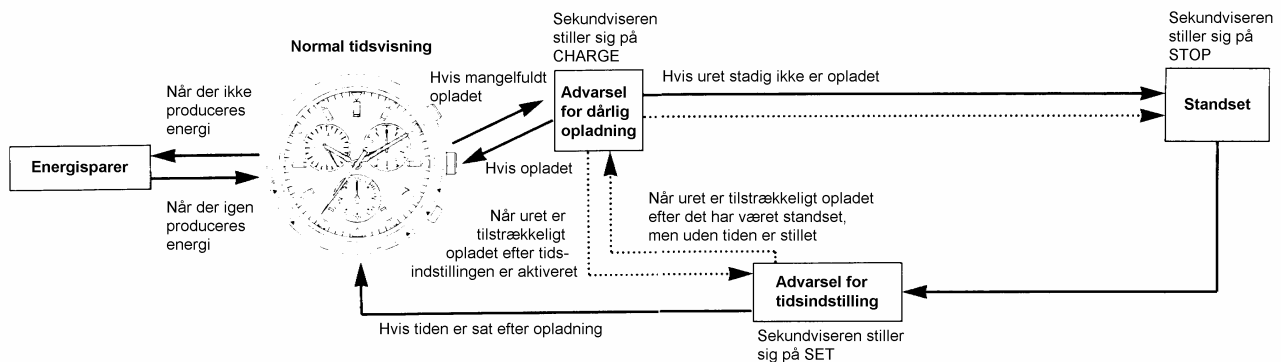 Normal tidsvisning
Når der ikke
produceres
energi
Energisparer
Når der igen
produceres
energi
Hvis mangelfuldt
opladet
Hvis opladet
Sekundviseren
stiller sig på
CHARGE
Advarsel
for dårlig
opladning
Hvis uret stadig ikke er opladet
Sekundviseren
stiller sig på
STOP
Standset
Når uret er
tilstrækkeligt
opladet efter tids-
indstillingen er aktiveret
Når uret er tilstrækkeligt opladet
efter det har været standset,
men uden tiden er stillet
Advarsel for
tidsindstilling
Hvis tiden er sat efter opladning
Sekundviseren stiller
sig på SET